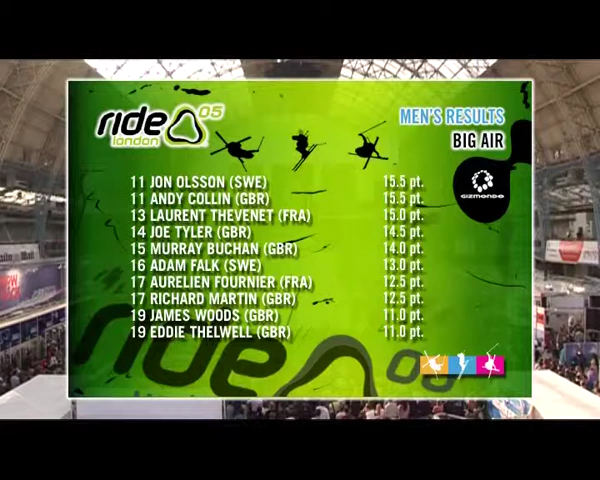 ride 05
london
MEN'S RESULTS
BIG AIR
GIZMONDO
11 JON OLSSON (SWE) 15.5 pt.
11 ANDY COLLIN (GBR) 15.5 pt.
13 LAURENT THEVENET (FRA) 15.0 pt.
14 JOE TYLER (GBR) 14.5 pt.
15 MURRAY BUCHAN (GBR) 14.0 pt.
16 ADAM FALK (SWE) 13.0 pt.
17 AURELIEN FOURNIER (FRA) 12.5 pt.
17 RICHARD MARTIN (GBR) 12.5 pt.
19 JAMES WOODS (GBR) 11.0 pt.
19 EDDIE THELWELL (GBR) 11.0 pt.
ride 05